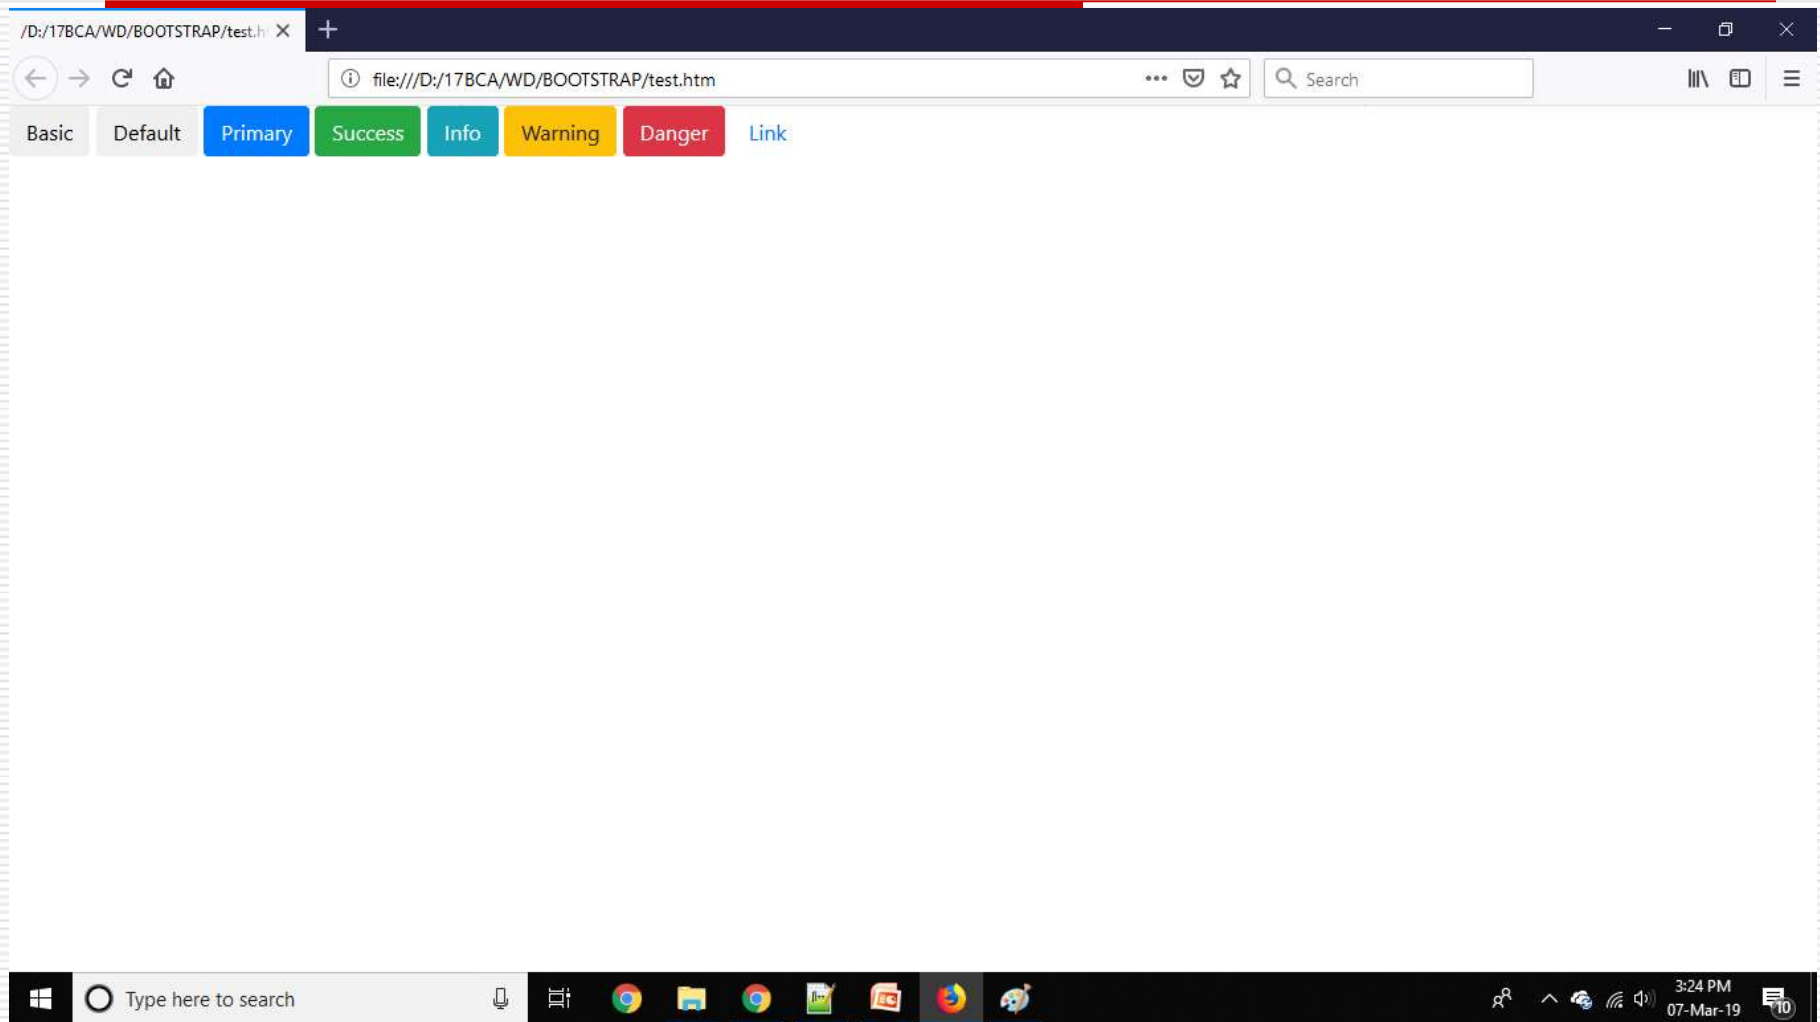 /D:/17BCA/WD/BOOTSTRAP/test.h
file:///D:/17BCA/WD/BOOTSTRAP/test.htm
Search
Basic Default Primary Success Info Warning Danger Link
Type here to search
3:24 PM
07-Mar-19
10